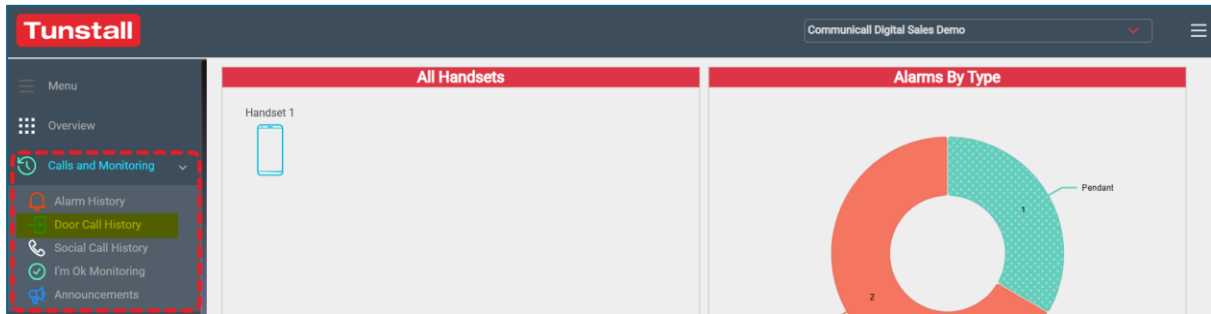 Tunstall
Communicall Digital Sales Demo
Menu
Overview
Calls and Monitoring
Alarm History
Door Call History
Social Call History
I'm Ok Monitoring
Announcements
All Handsets
Handset 1
Alarms By Type
Pendant
1
2